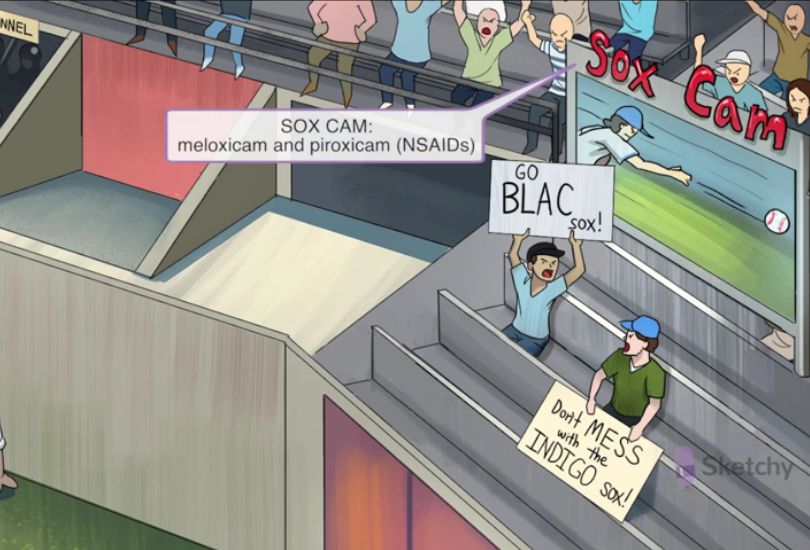 NNEL
Sox Cam
SOX CAM:
meloxicam and piroxicam (NSAIDs)
GO
BLAC
sox!
Don't MESS
with the
INDIGO sox!
Sketchy